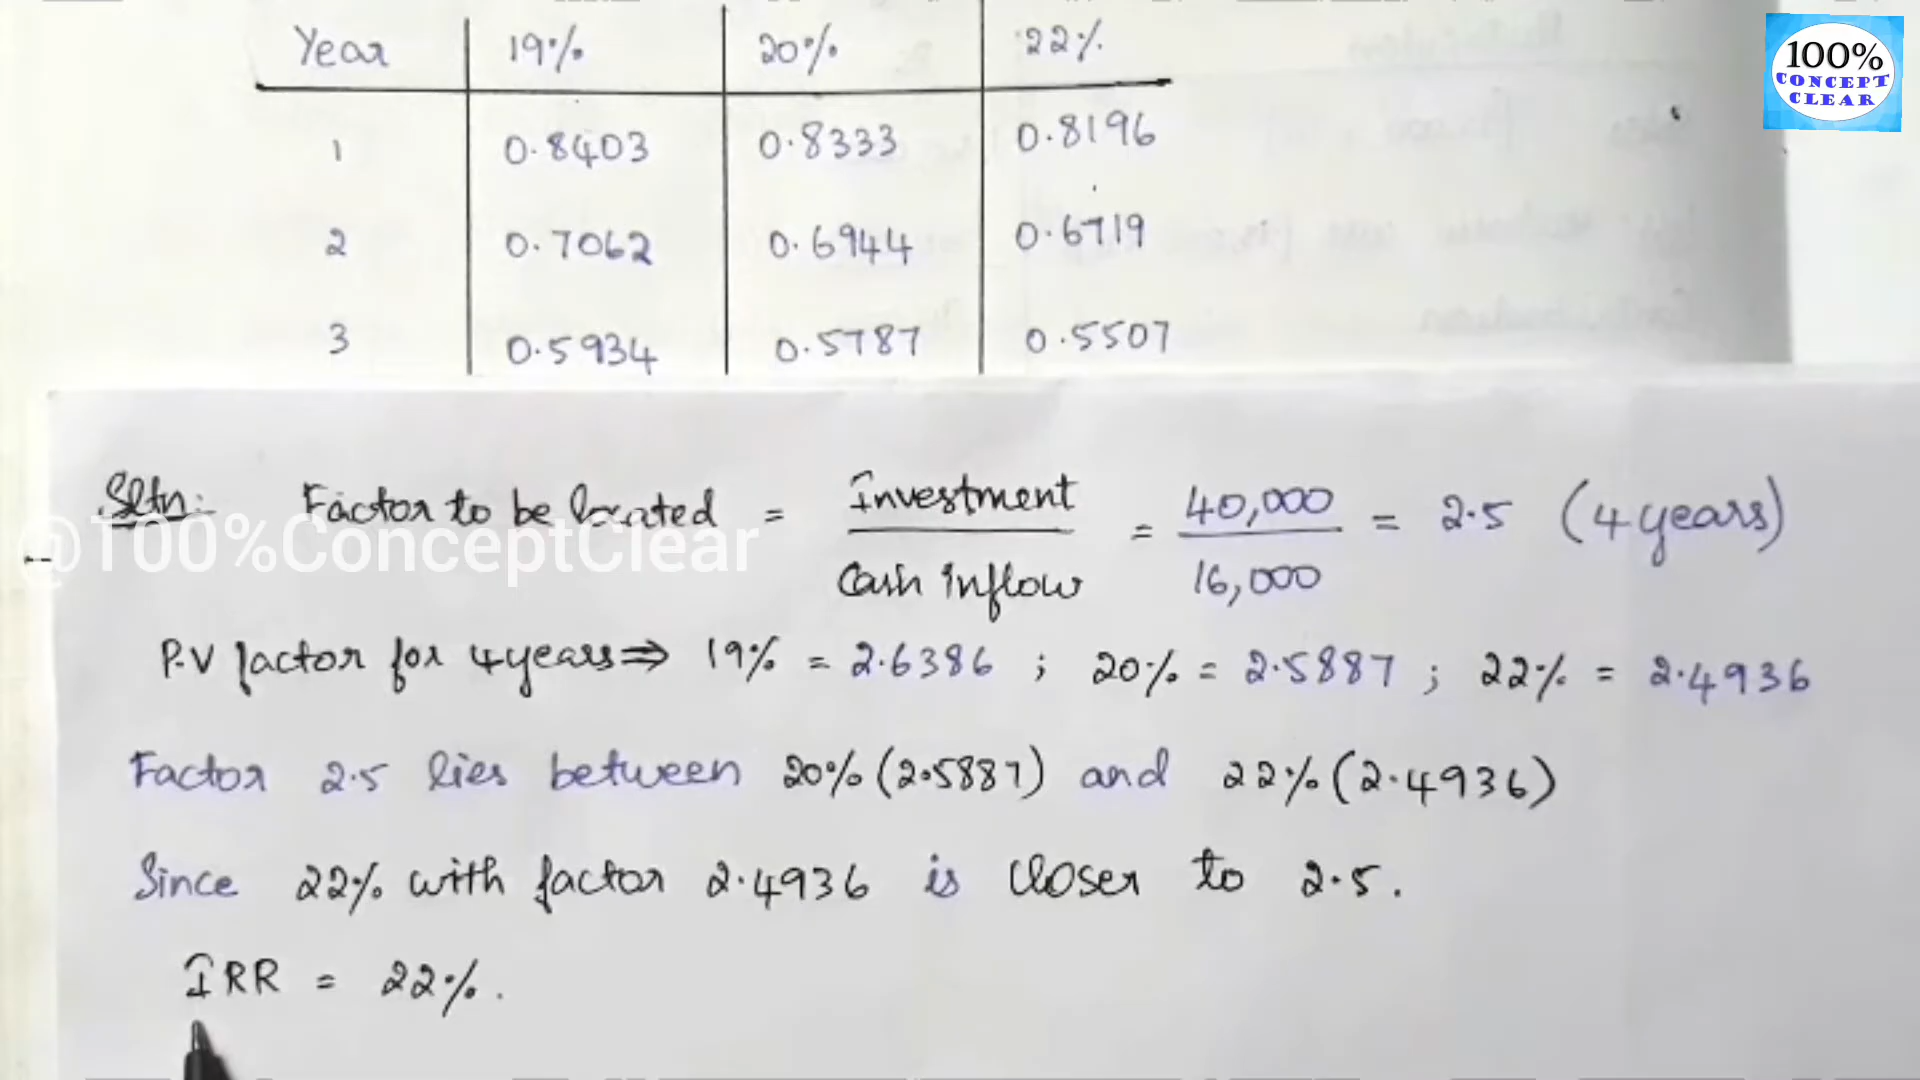 Year 19% 20% 22%
100%
CONCEPT
CLEAR
1 0.8403 0.8333 0.8196
2 0.7062 0.6944 0.6719
3 0.5934 0.5787 0.5507
Soltn: Factor to be located = Investment / Cash inflow = 40,000 / 16,000 = 2.5 (4 years)
@100%ConceptClear
P.V factor for 4 years ⇒ 19% = 2.6386 ; 20% = 2.5887 ; 22% = 2.4936
Factor 2.5 lies between 20% (2.5887) and 22% (2.4936)
Since 22% with factor 2.4936 is closer to 2.5.
IRR = 22%.